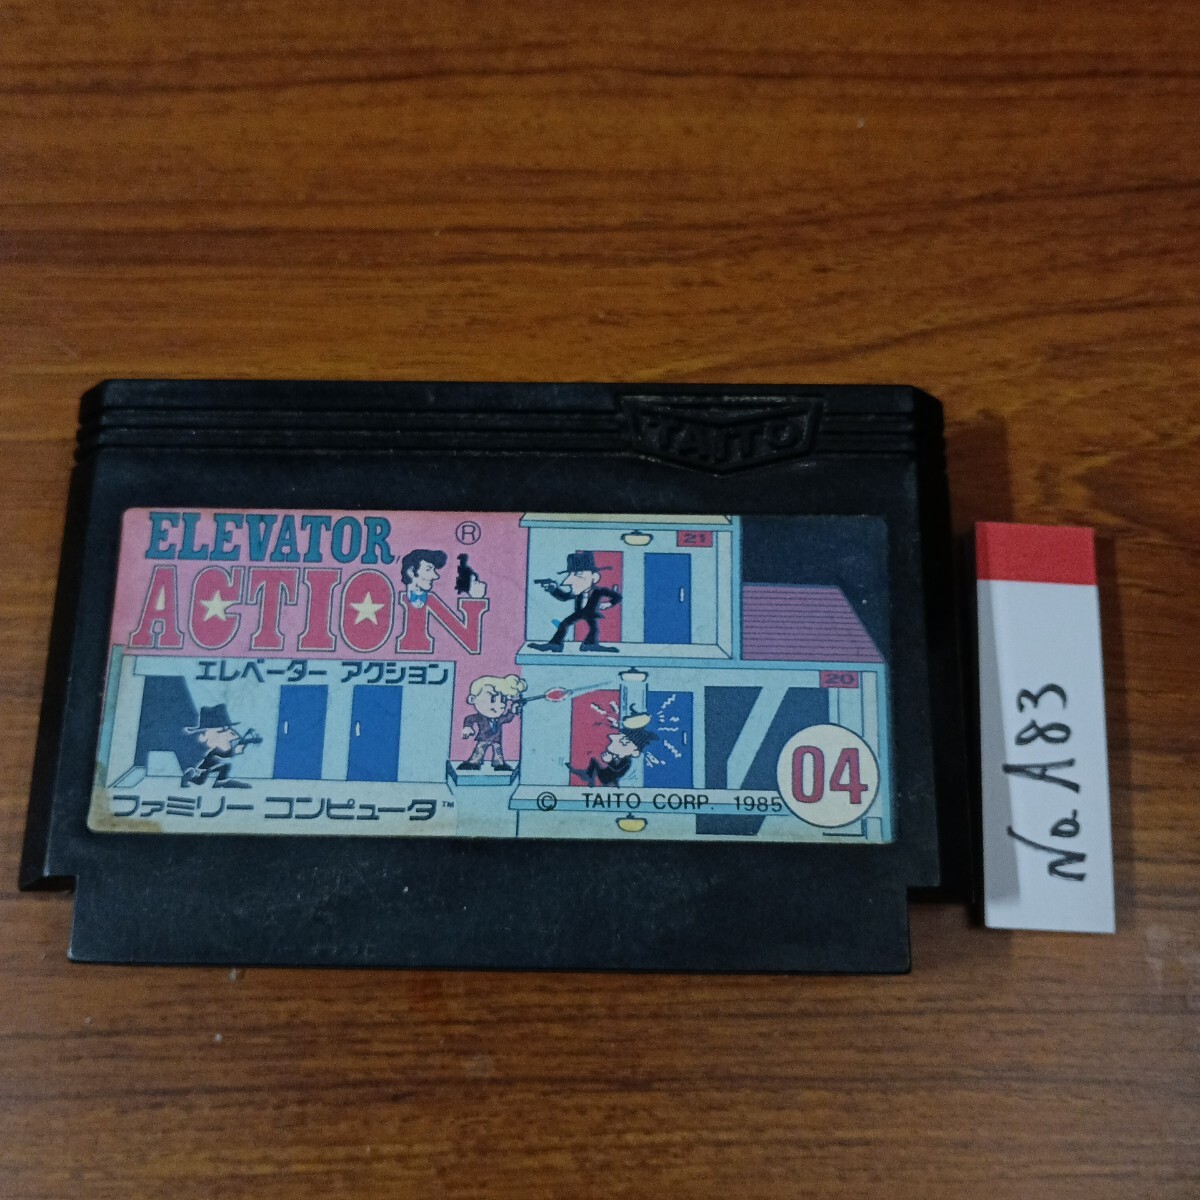 TAITO
ELEVATOR
®
ACTION
エレベーター アクション
21
20
04
© TAITO CORP. 1985
ファミリー コンピュータ™
No A83